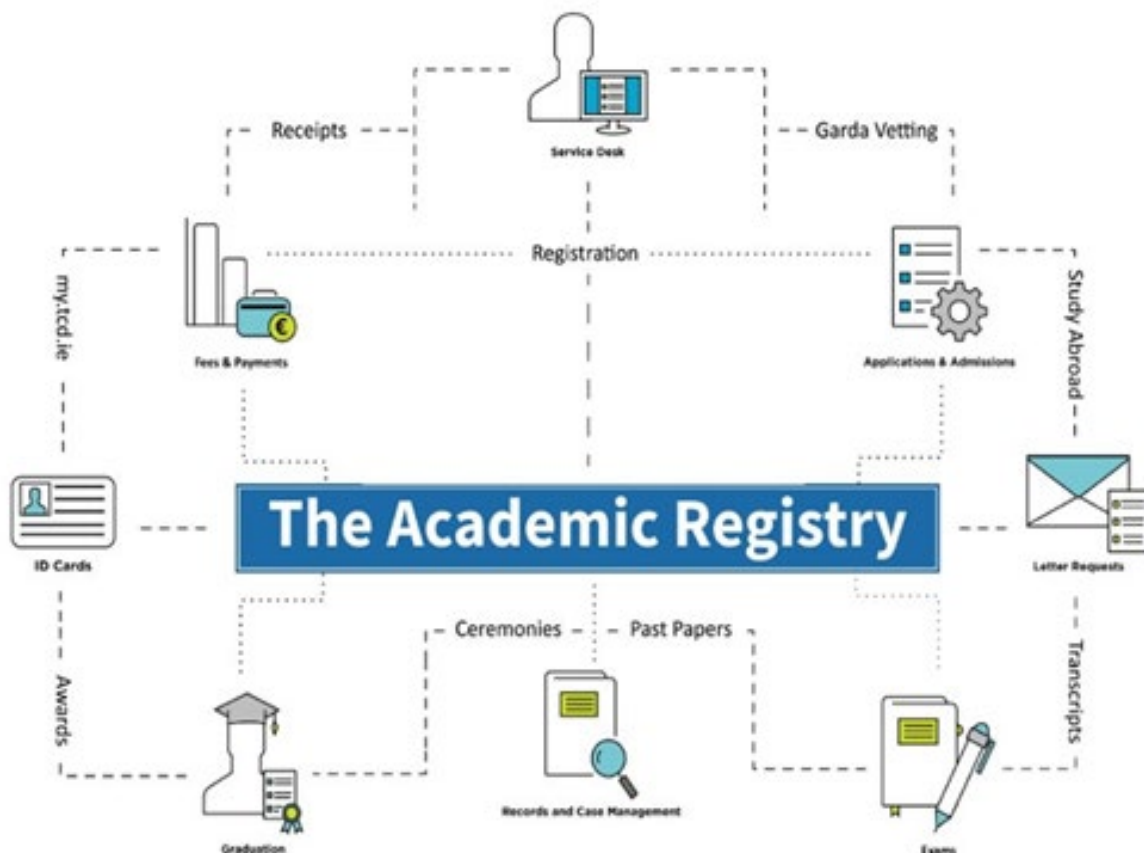 Service Desk
Receipts
Garda Vetting
Registration
my.tcd.ie
Fees & Payments
Applications & Admissions
Study Abroad
The Academic Registry
ID Cards
Letter Requests
Ceremonies
Past Papers
Awards
Transcripts
Records and Case Management
Graduation
Exams
€